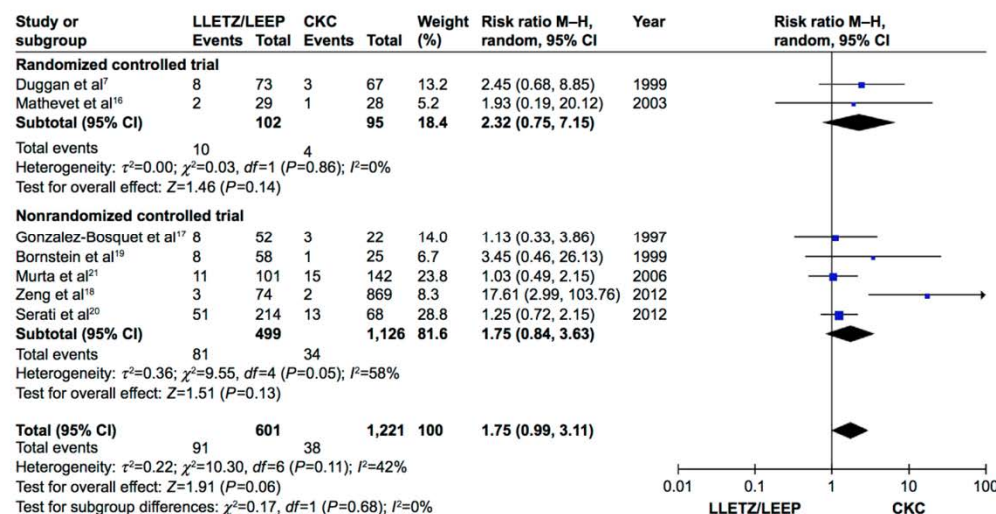 Study or LLETZ/LEEP CKC Weight Risk ratio M–H, Year Risk ratio M–H,
subgroup Events Total Events Total (%) random, 95% CI random, 95% CI
Randomized controlled trial
Duggan et al7 8 73 3 67 13.2 2.45 (0.68, 8.85) 1999
Mathevet et al16 2 29 1 28 5.2 1.93 (0.19, 20.12) 2003
Subtotal (95% CI) 102 95 18.4 2.32 (0.75, 7.15)
Total events 10 4
Heterogeneity: τ²=0.00; χ²=0.03, df=1 (P=0.86); I²=0%
Test for overall effect: Z=1.46 (P=0.14)
Nonrandomized controlled trial
Gonzalez-Bosquet et al17 8 52 3 22 14.0 1.13 (0.33, 3.86) 1997
Bornstein et al19 8 58 1 25 6.7 3.45 (0.46, 26.13) 1999
Murta et al21 11 101 15 142 23.8 1.03 (0.49, 2.15) 2006
Zeng et al18 3 74 2 869 8.3 17.61 (2.99, 103.76) 2012
Serati et al20 51 214 13 68 28.8 1.25 (0.72, 2.15) 2012
Subtotal (95% CI) 499 1,126 81.6 1.75 (0.84, 3.63)
Total events 81 34
Heterogeneity: τ²=0.36; χ²=9.55, df=4 (P=0.05); I²=58%
Test for overall effect: Z=1.51 (P=0.13)
Total (95% CI) 601 1,221 100 1.75 (0.99, 3.11)
Total events 91 38
Heterogeneity: τ²=0.22; χ²=10.30, df=6 (P=0.11); I²=42%
Test for overall effect: Z=1.91 (P=0.06)
Test for subgroup differences: χ²=0.17, df=1 (P=0.68); I²=0%
0.01 0.1 1 10 100
LLETZ/LEEP CKC